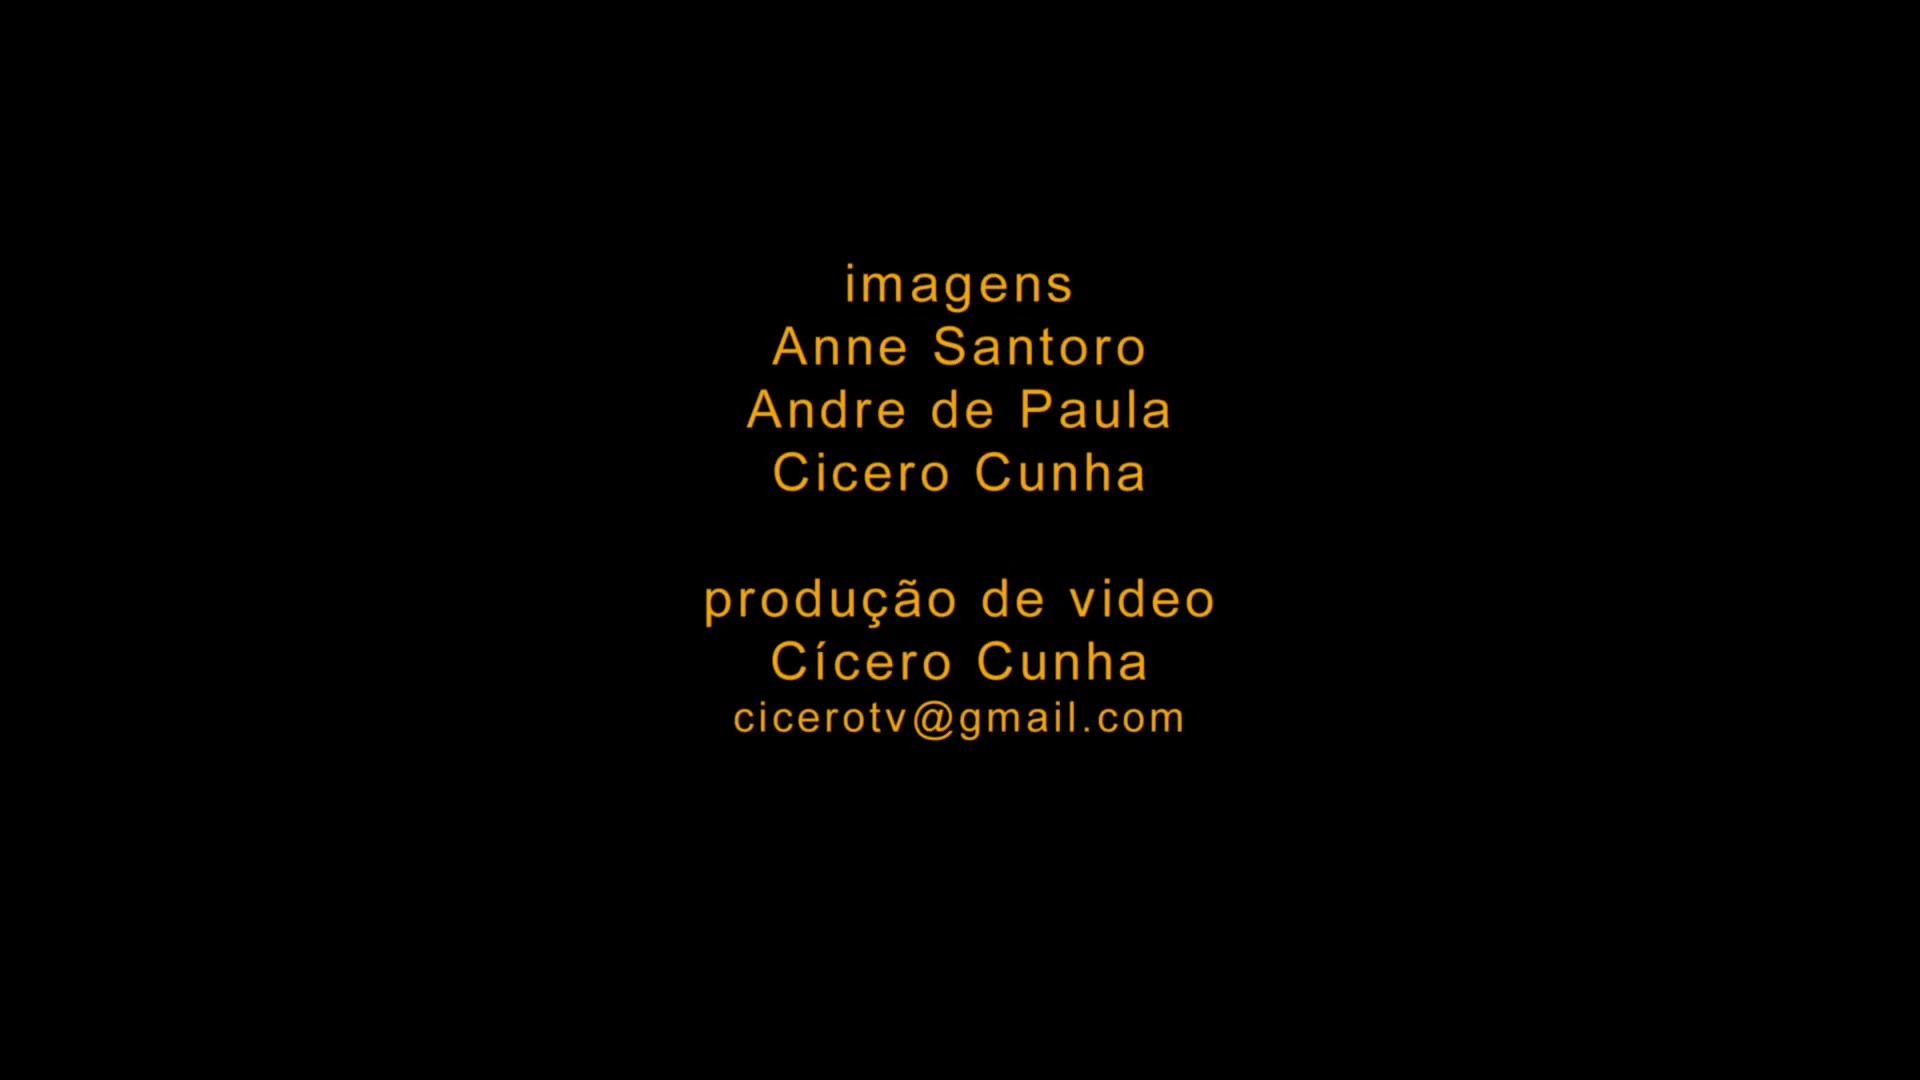 imagens
Anne Santoro
Andre de Paula
Cicero Cunha
produção de video
Cícero Cunha
cicerotv@gmail.com